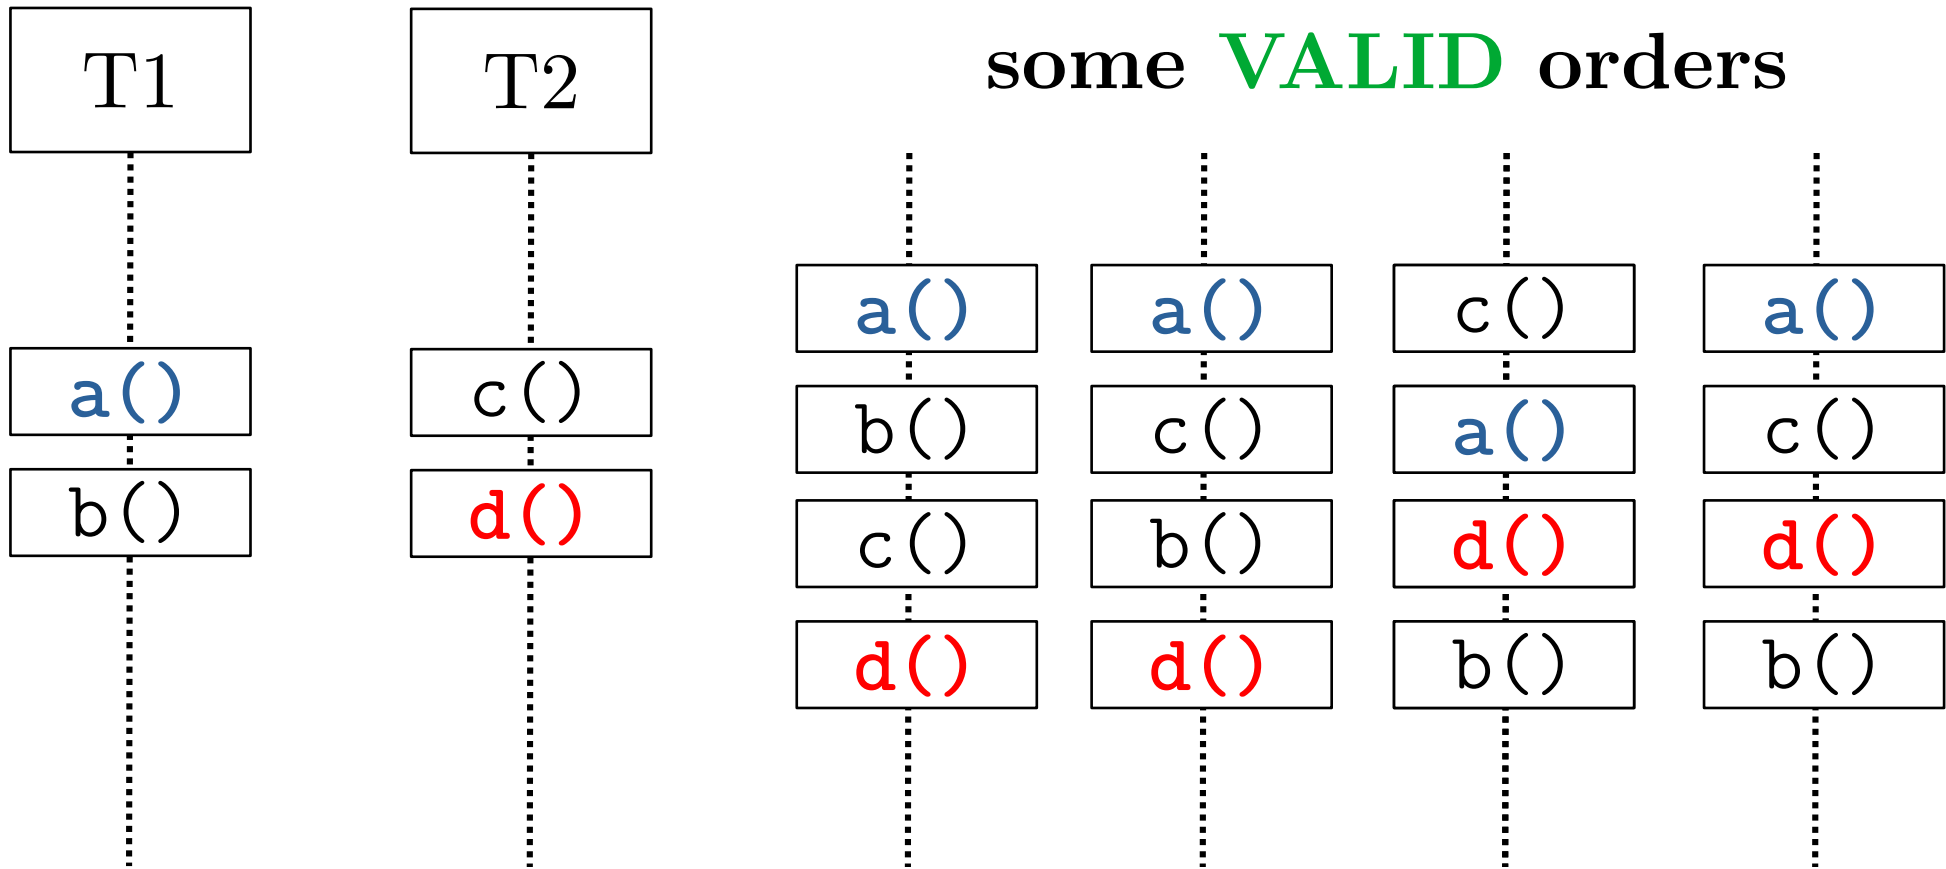 T1
T2
some VALID orders
a()
b()
c()
d()
a()
b()
c()
d()
a()
c()
b()
d()
c()
a()
d()
b()
a()
c()
d()
b()